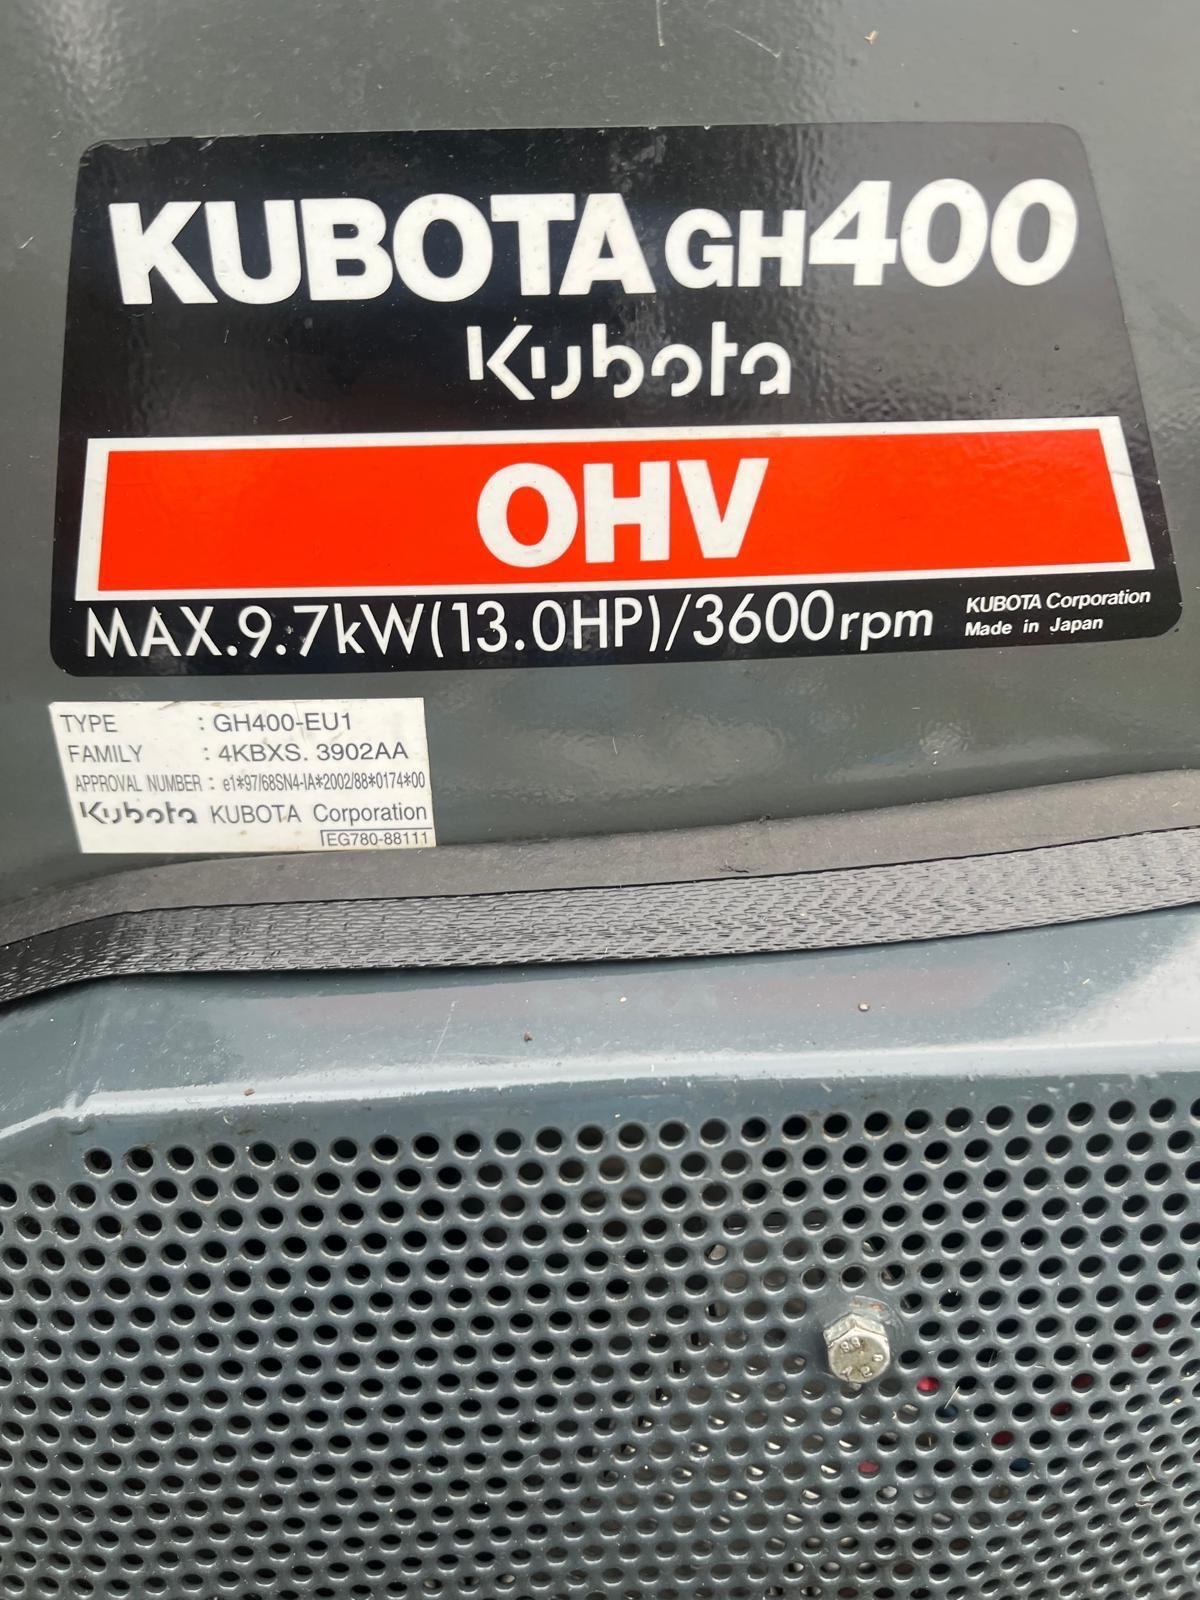 KUBOTA GH400
Kubota
OHV
MAX.9.7kW(13.0HP)/3600rpm
KUBOTA Corporation
Made in Japan
TYPE : GH400-EU1
FAMILY : 4KBXS. 3902AA
APPROVAL NUMBER : e1*97/68SN4-IA*2002/88*0174*00
Kubota KUBOTA Corporation
EG780-88111